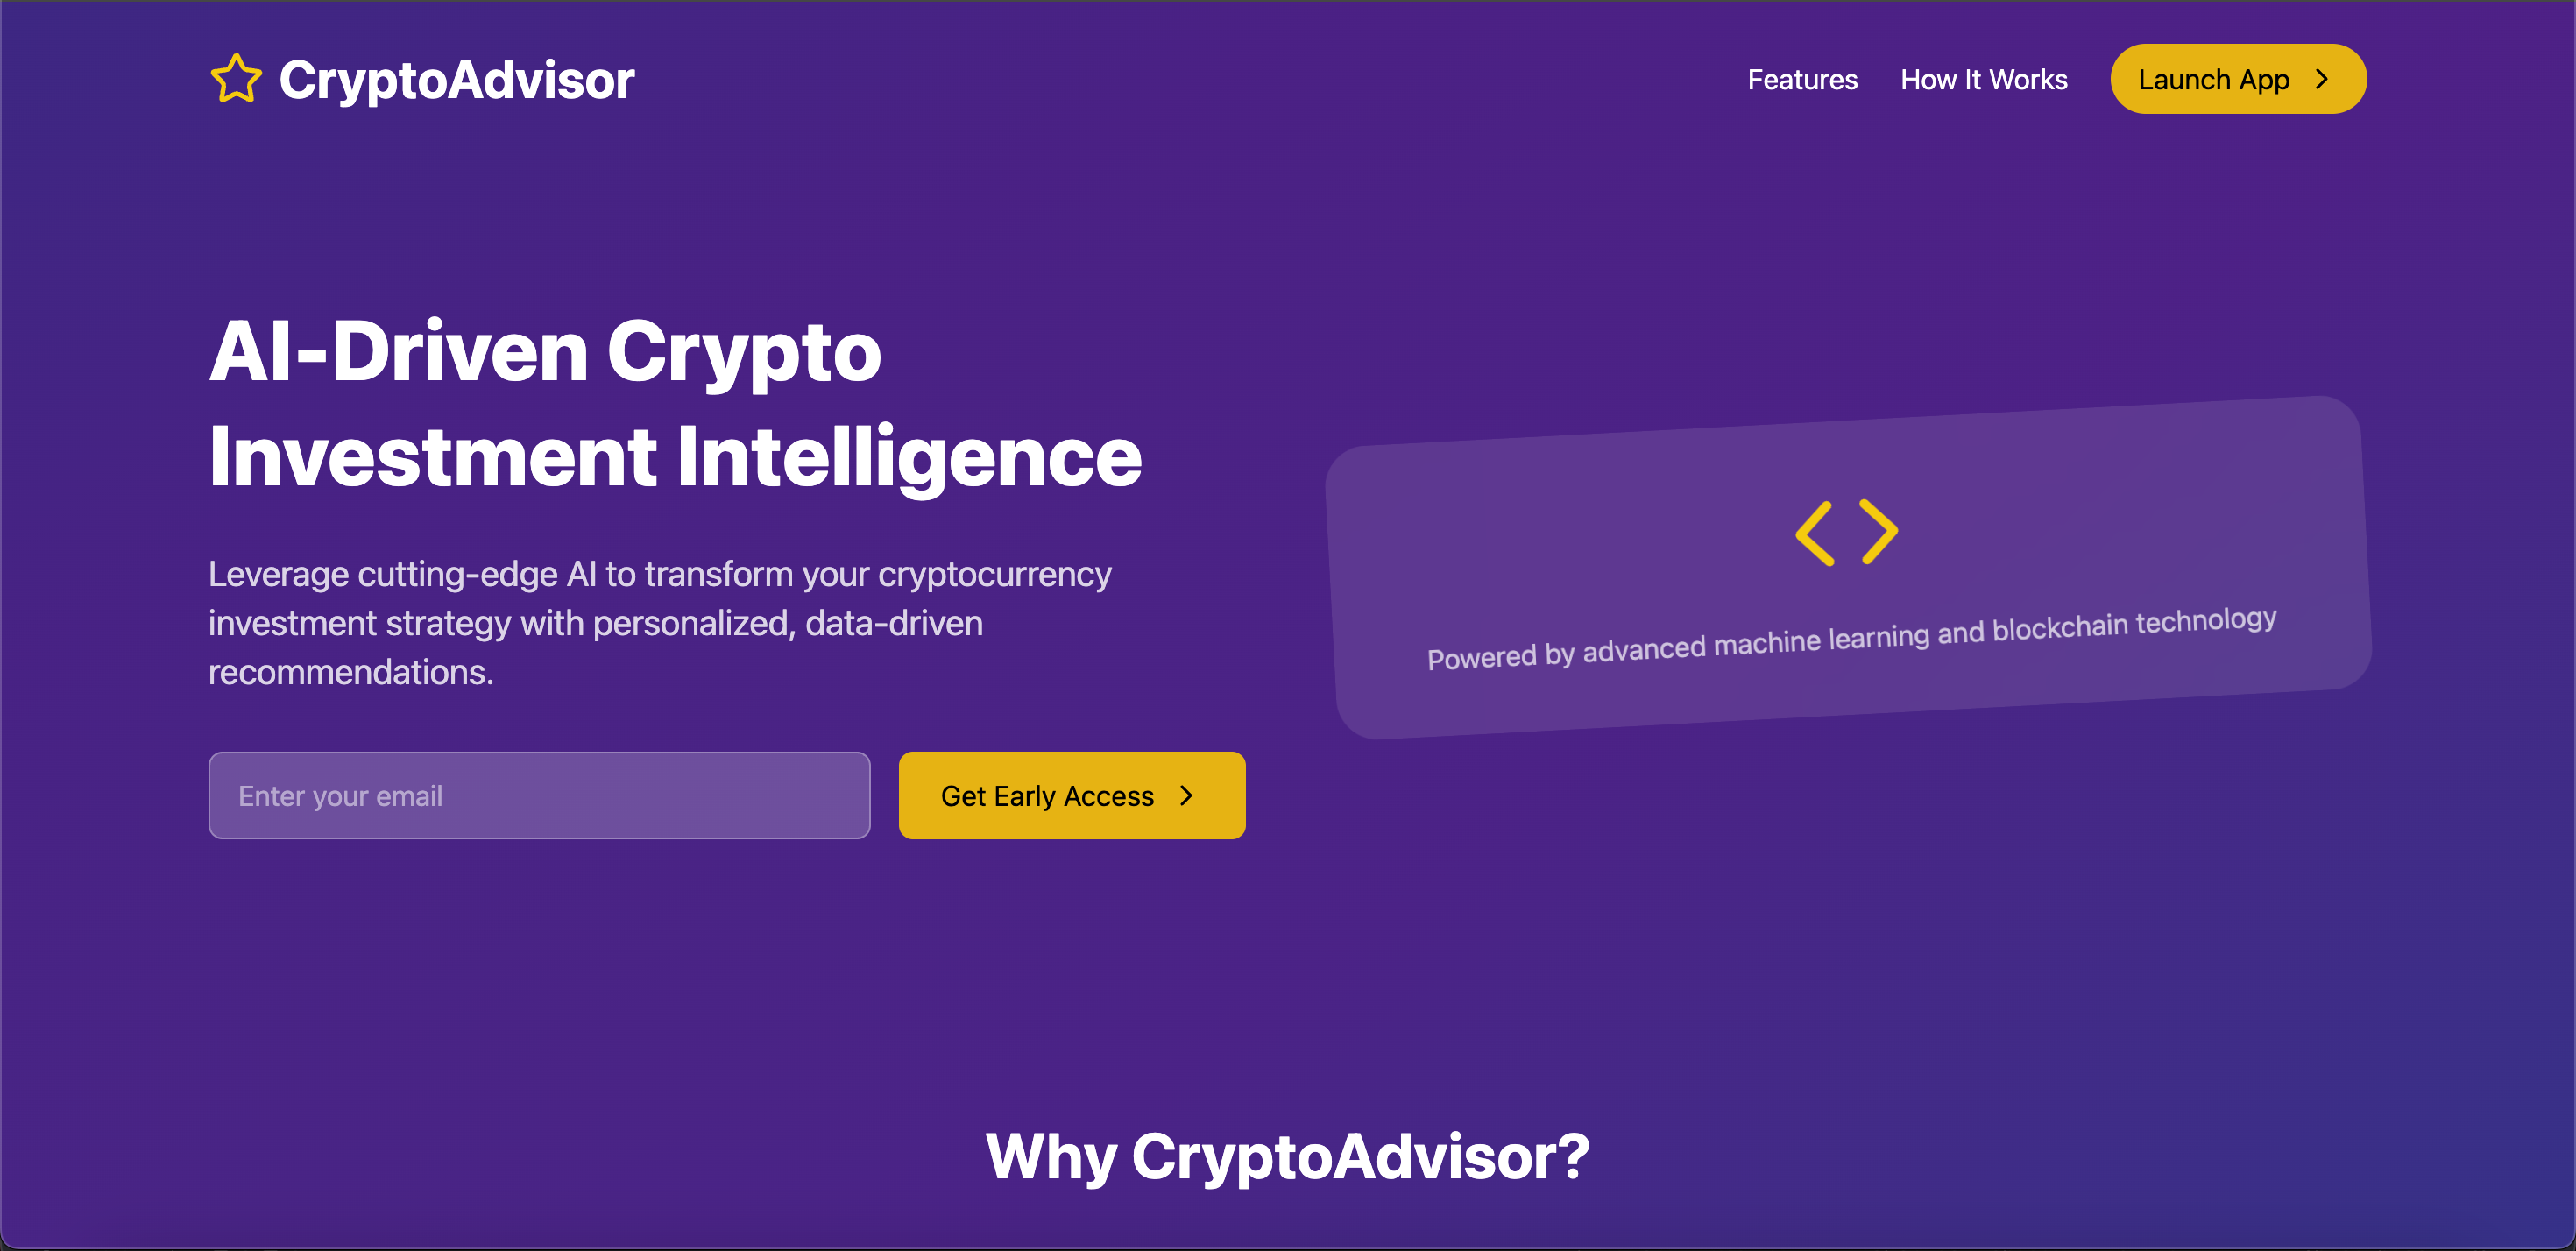 CryptoAdvisor
Features
How It Works
Launch App
AI-Driven Crypto
Investment Intelligence
Leverage cutting-edge AI to transform your cryptocurrency
investment strategy with personalized, data-driven
recommendations.
Enter your email
Get Early Access
Powered by advanced machine learning and blockchain technology
Why CryptoAdvisor?